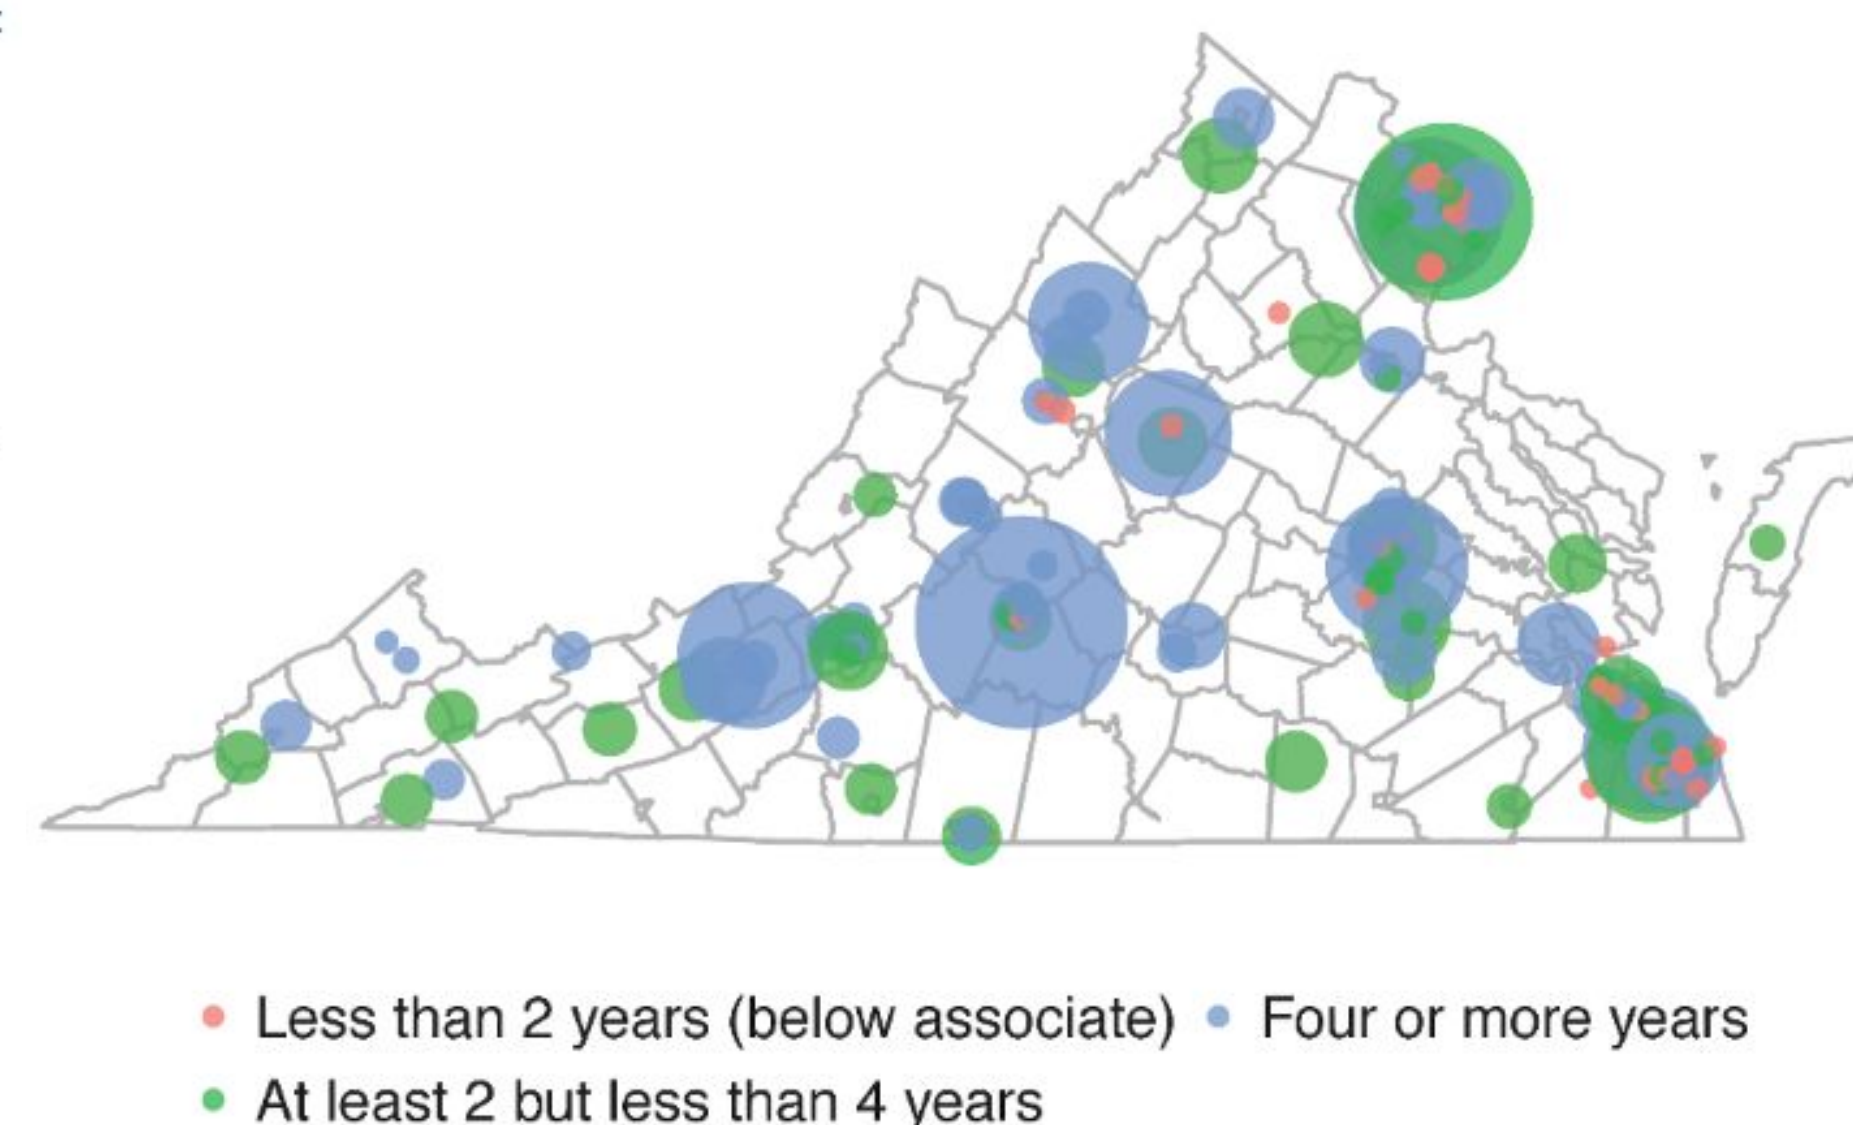 Less than 2 years (below associate) Four or more years
At least 2 but less than 4 years